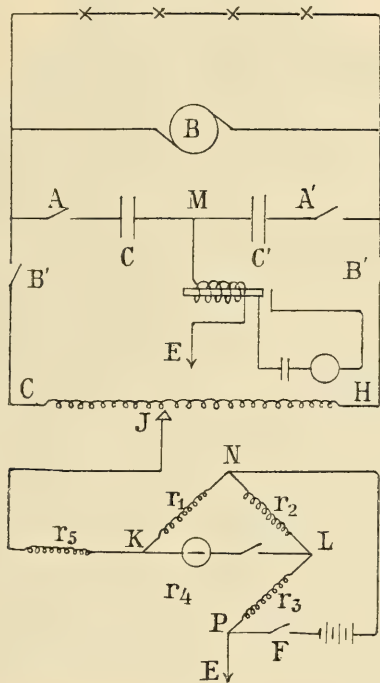 B
A M A'
C C'
B' B'
E
C H
J
N
r1 r2
r5 K L
r4 r3
P F
E